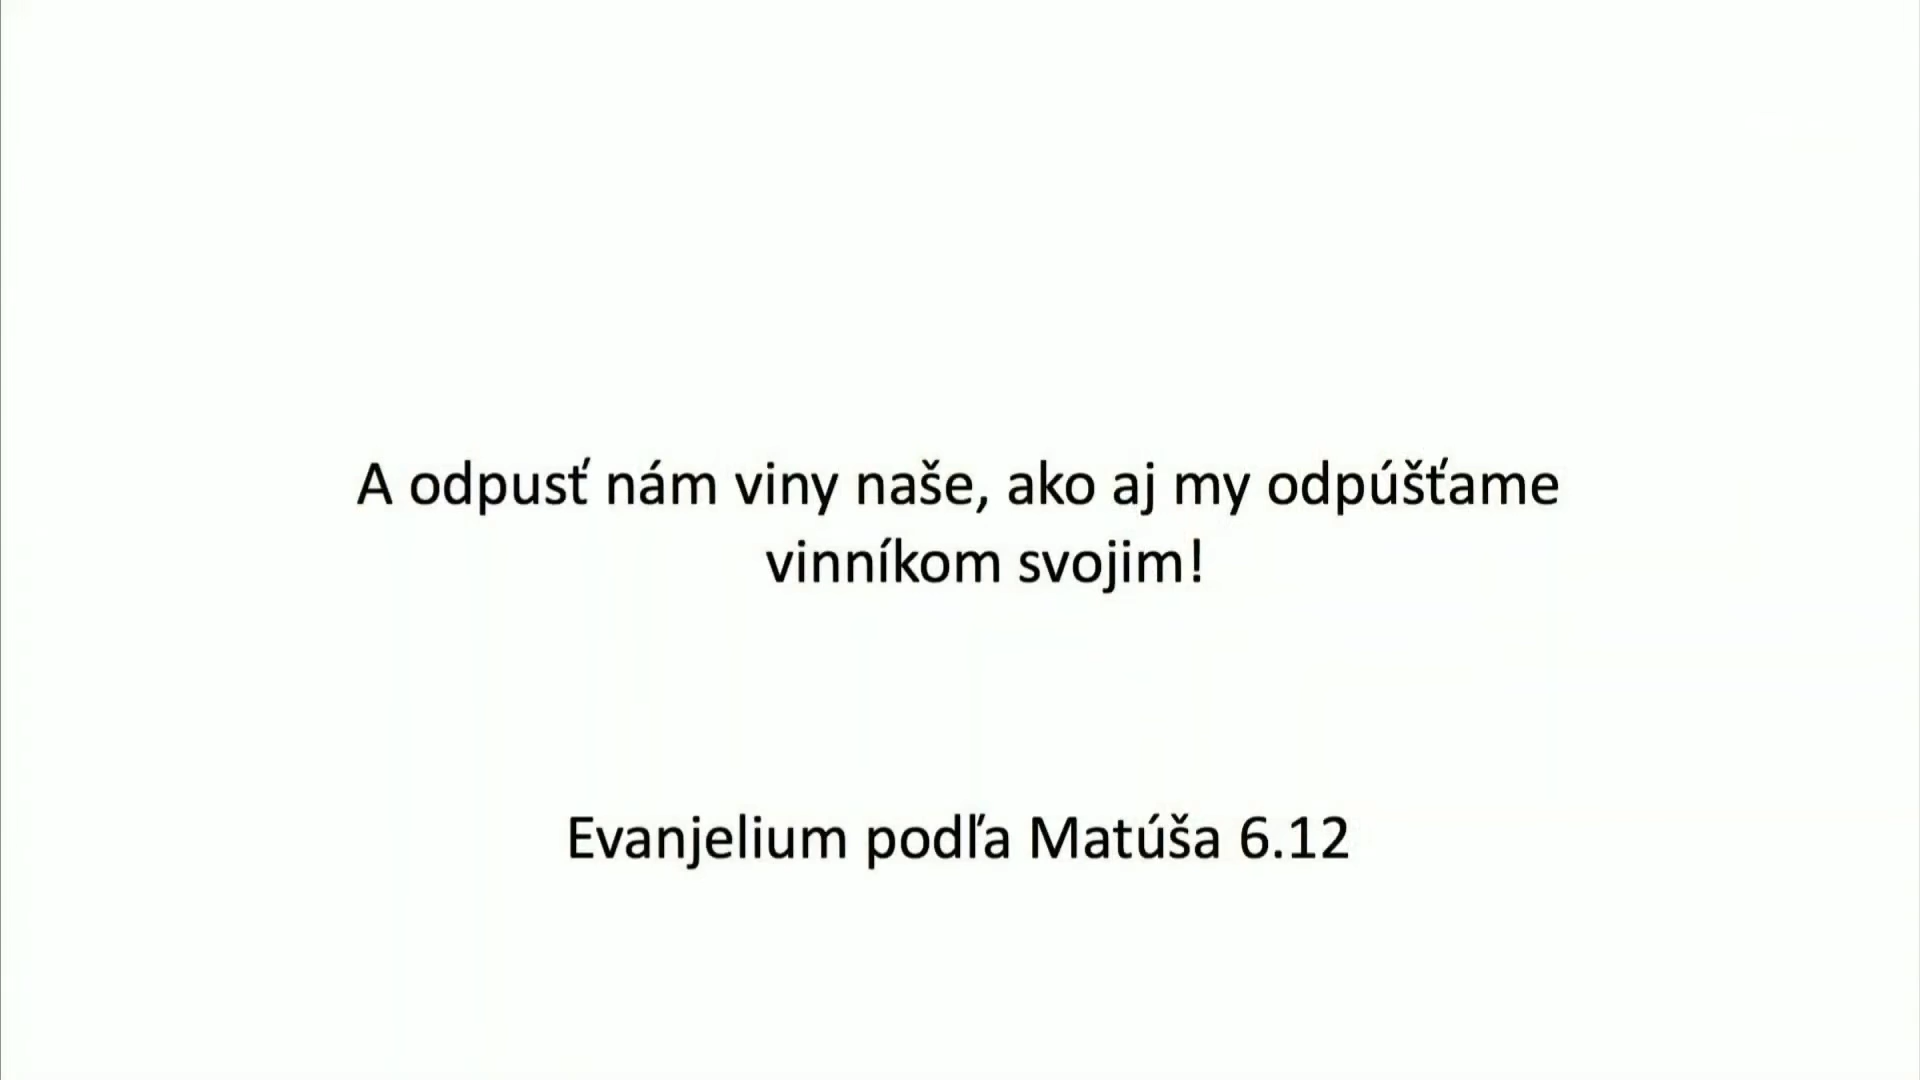 A odpusť nám viny naše, ako aj my odpúšťame
vinníkom svojim!
Evanjelium podľa Matúša 6.12